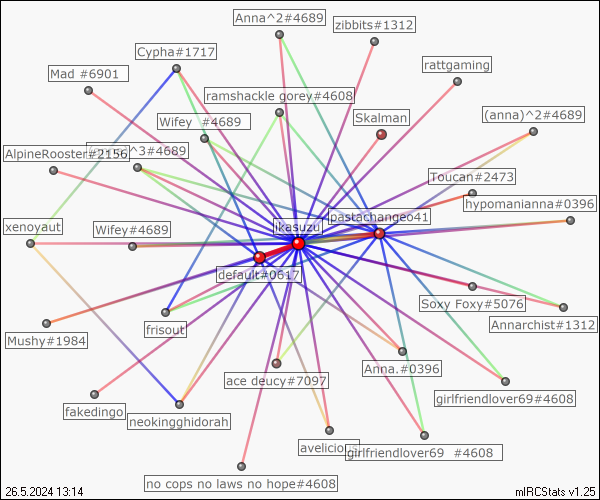 Anna^2#4689
zibbits#1312
Cypha#1717
Mad #6901
rattgaming
ramshackle gorey#4608
Skalman
(anna)^2#4689
Wifey #4689
AlpineRooster#2156
^3#4689
Toucan#2473
hypomanianna#0396
pastachangeo41
ikasuzu
xenoyaut
Wifey#4689
default#0617
Soxy Foxy#5076
Annarchist#1312
Mushy#1984
frisout
Anna.#0396
ace deucy#7097
girlfriendlover69#4608
fakedingo
neokingghidorah
girlfriendlover69 #4608
no cops no laws no hope#4608
26.5.2024 13:14
mIRCStats v1.25